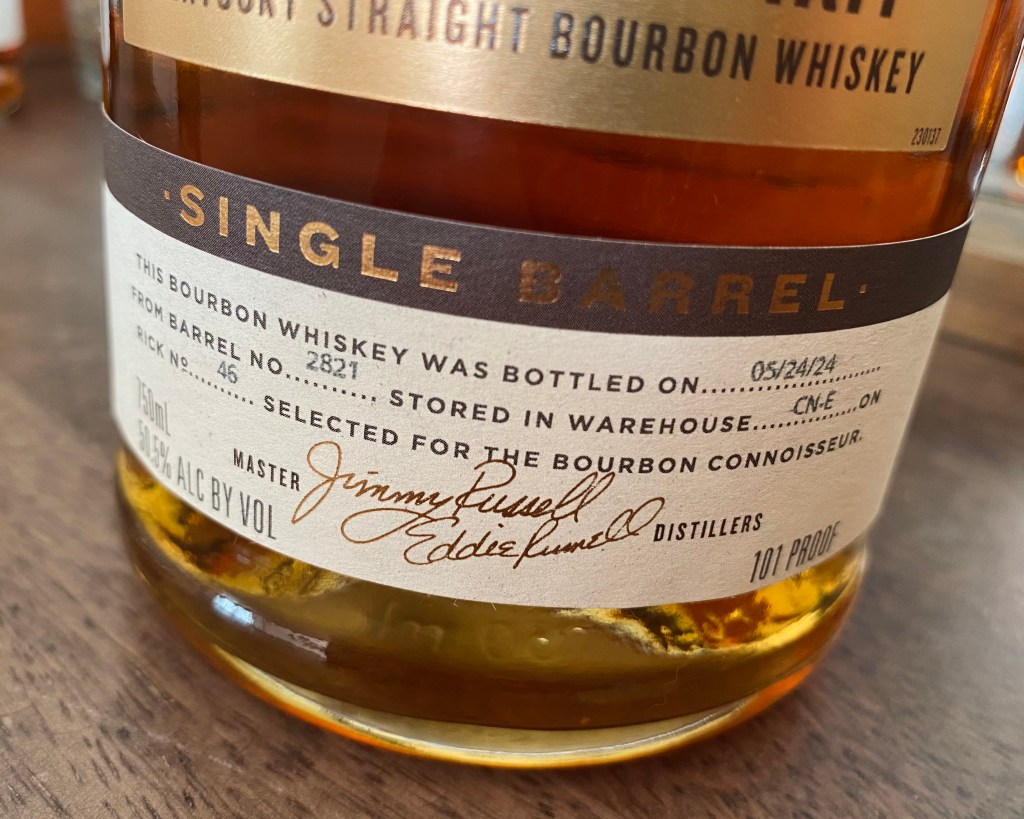 STRAIGHT BOURBON WHISKEY
230137
·SINGLE BARREL·
THIS BOURBON WHISKEY WAS BOTTLED ON....05/24/24....
FROM BARREL NO....2821.... STORED IN WAREHOUSE....CN-E....ON
RICK Nº....46.... SELECTED FOR THE BOURBON CONNOISSEUR.
750ml
50.5% ALC BY VOL
MASTER Jimmy Russell
Eddie Russell DISTILLERS
101 PROOF